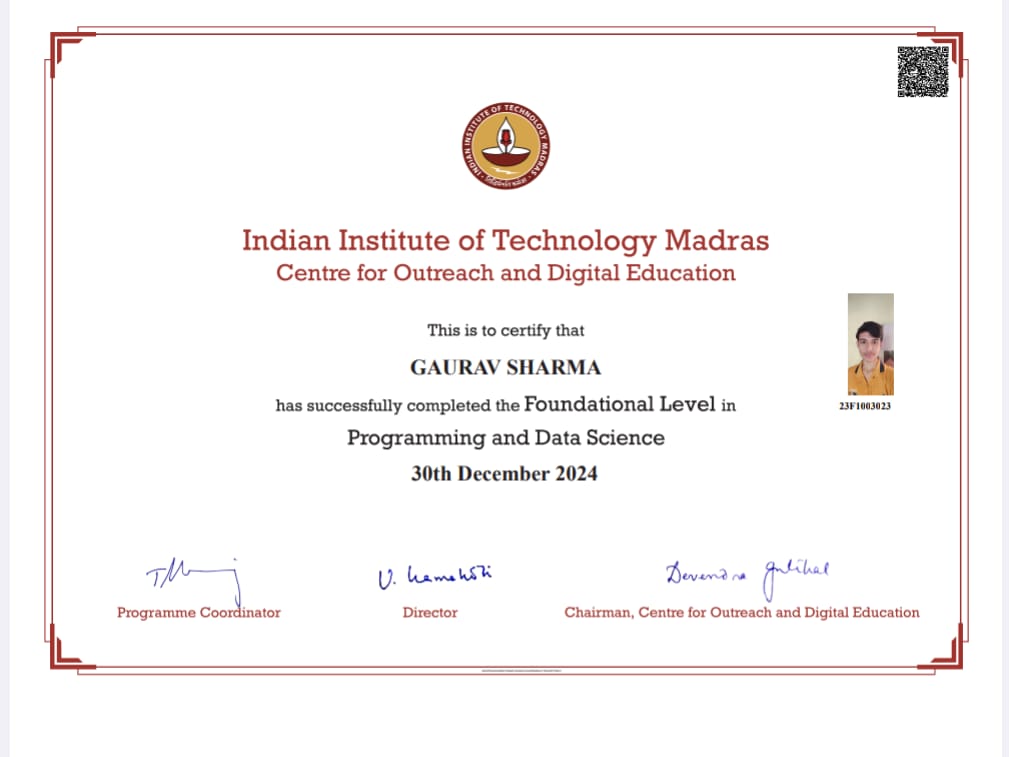 INDIAN INSTITUTE OF TECHNOLOGY MADRAS
Indian Institute of Technology Madras
Centre for Outreach and Digital Education
This is to certify that
GAURAV SHARMA
has successfully completed the Foundational Level in
23F1003023
Programming and Data Science
30th December 2024
V. Kamakoti
Devendra Jalihal
Programme Coordinator
Director
Chairman, Centre for Outreach and Digital Education